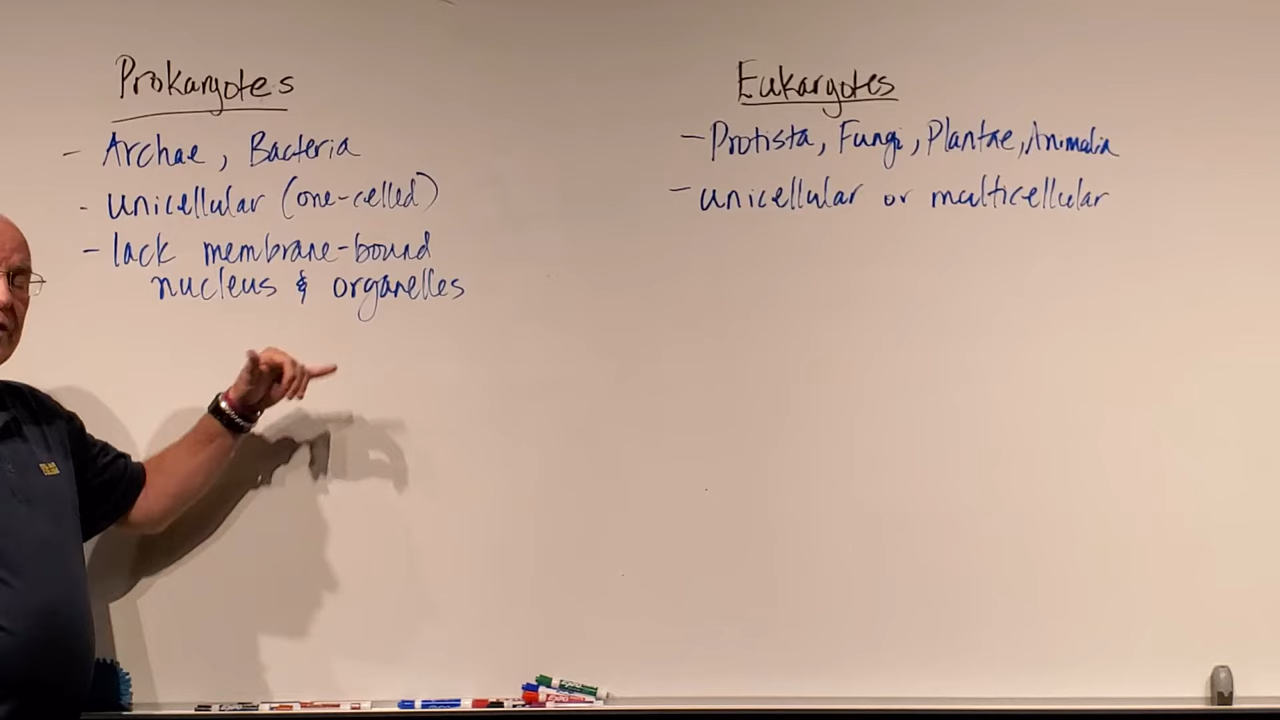 Prokaryotes
- Archae, Bacteria
- Unicellular (one-celled)
- lack membrane-bound
nucleus & organelles
Eukaryotes
- Protista, Fungi, Plantae, Animalia
- unicellular or multicellular